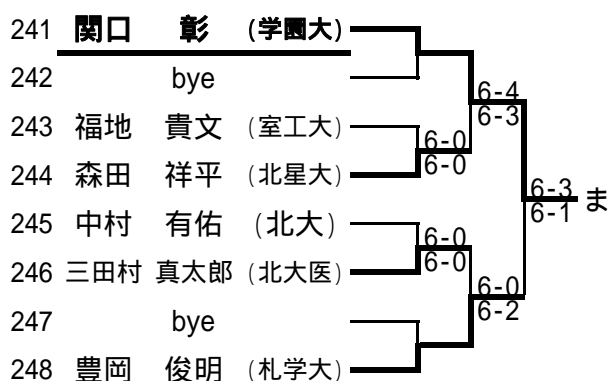 241 関口 彰 (学園大)
242 bye
6-4
6-3
243 福地 貴文 (室工大)
6-0
6-0
244 森田 祥平 (北星大)
6-3
6-1
ま
245 中村 有佑 (北大)
6-0
6-0
246 三田村 真太郎 (北大医)
6-0
6-2
247 bye
248 豊岡 俊明 (札学大)